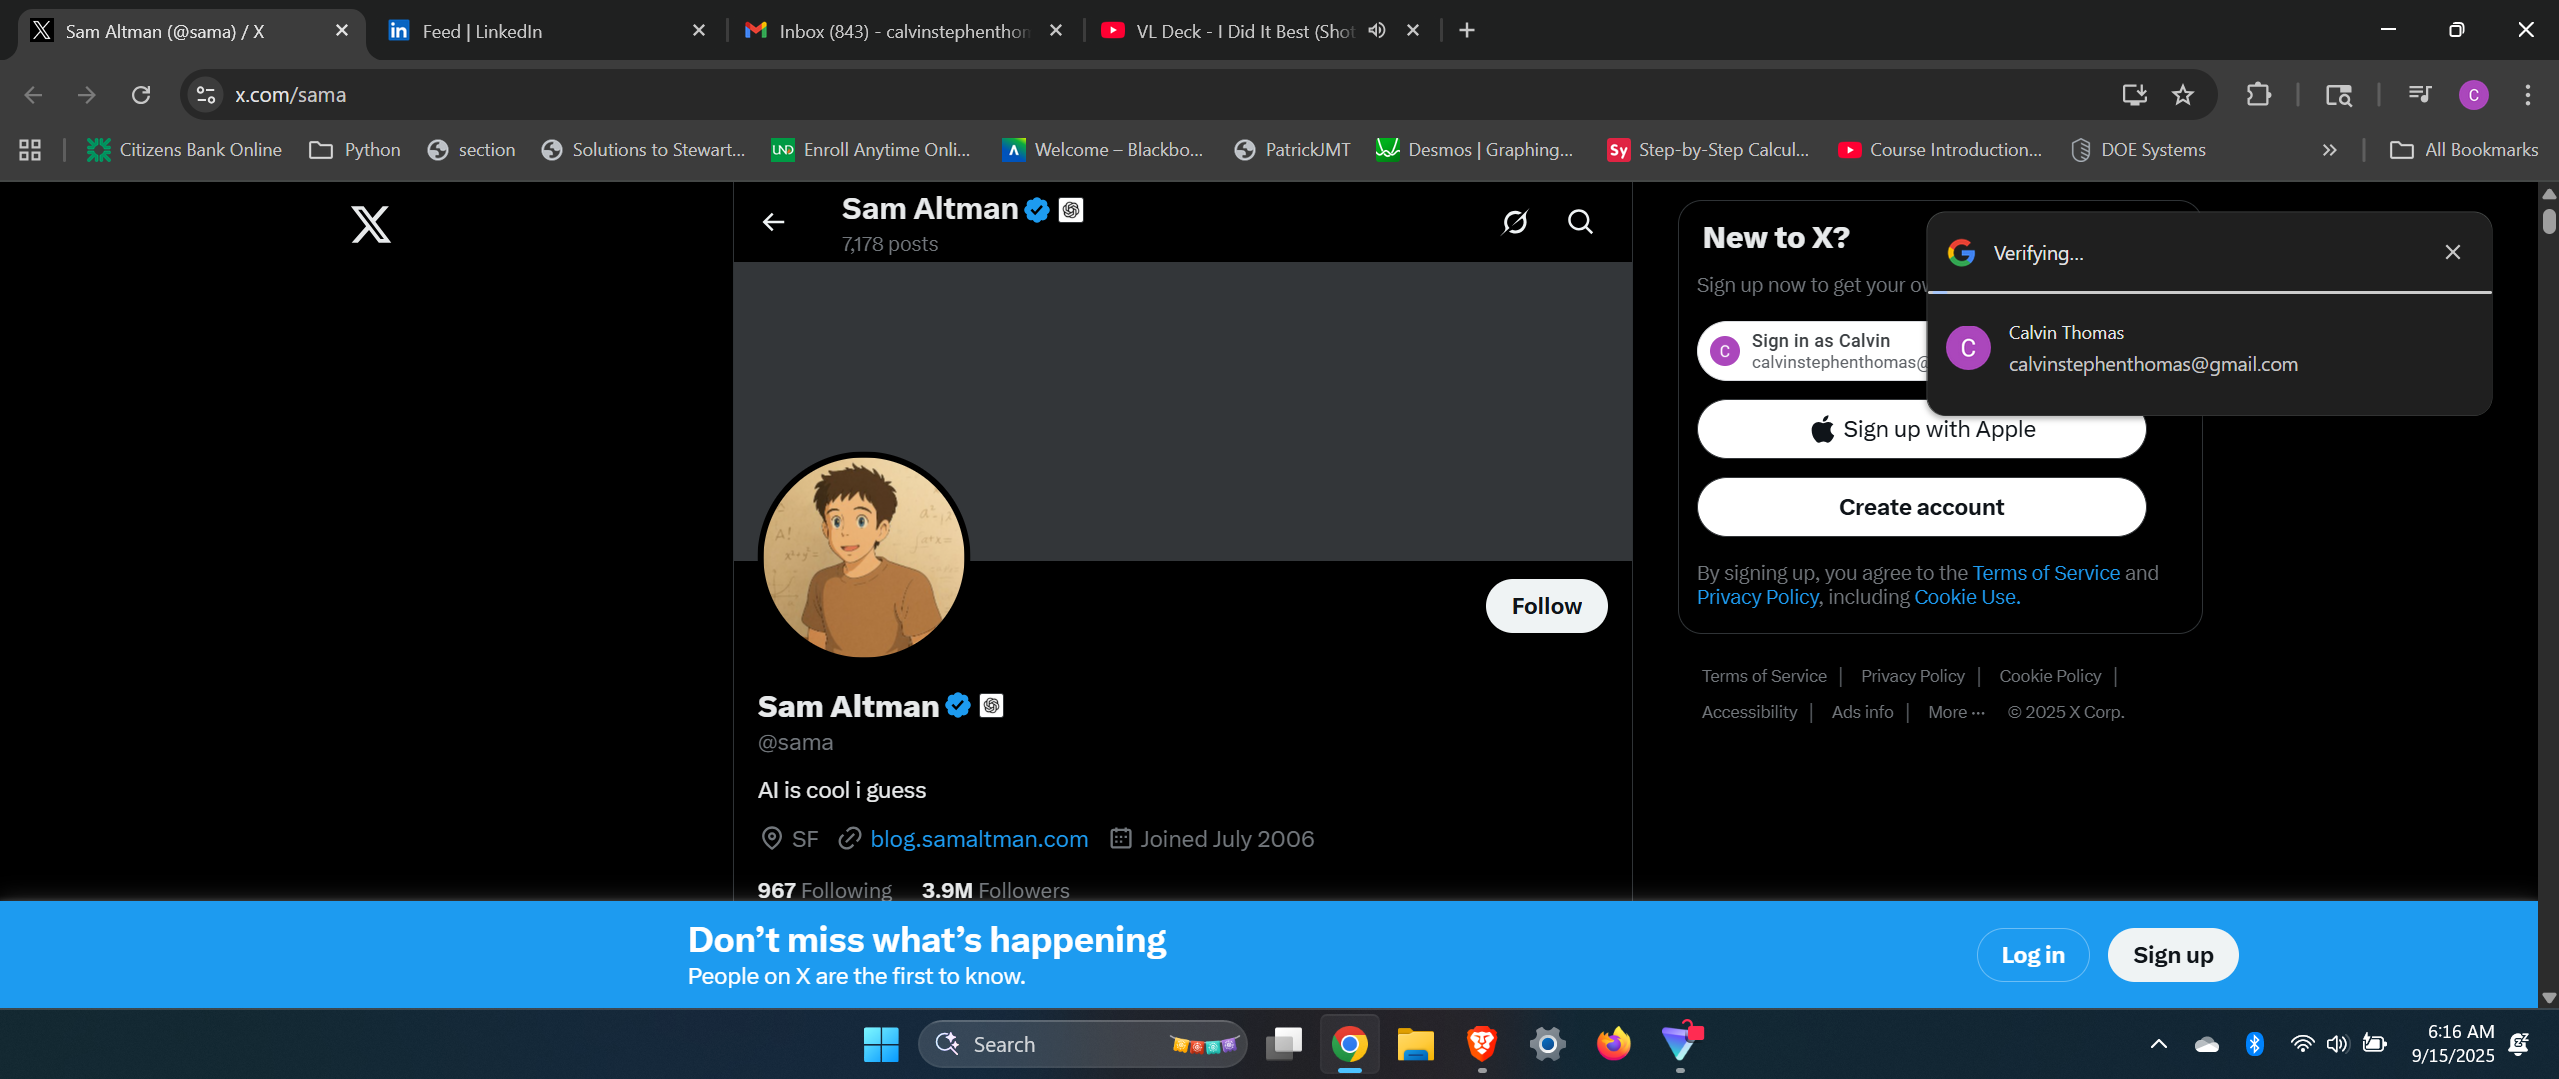 Sam Altman (@sama) / X
Feed | LinkedIn
Inbox (843) - calvinstephenthon
VL Deck - I Did It Best (Shot
x.com/sama
C
Citizens Bank Online
Python
section
Solutions to Stewart...
UND
Enroll Anytime Onli...
Welcome – Blackbo...
PatrickJMT
Desmos | Graphing...
Sy
Step-by-Step Calcul...
Course Introduction...
DOE Systems
All Bookmarks
Sam Altman
7,178 posts
Follow
Sam Altman
@sama
AI is cool i guess
SF
blog.samaltman.com
Joined July 2006
967 Following
3.9M Followers
New to X?
Sign up now to get your ow
C
Sign in as Calvin
calvinstephenthomas@
Verifying...
C
Calvin Thomas
calvinstephenthomas@gmail.com
Sign up with Apple
Create account
By signing up, you agree to the Terms of Service and
Privacy Policy, including Cookie Use.
Terms of Service | Privacy Policy | Cookie Policy |
Accessibility | Ads info | More ··· © 2025 X Corp.
Don’t miss what’s happening
People on X are the first to know.
Log in
Sign up
Search
6:16 AM
9/15/2025